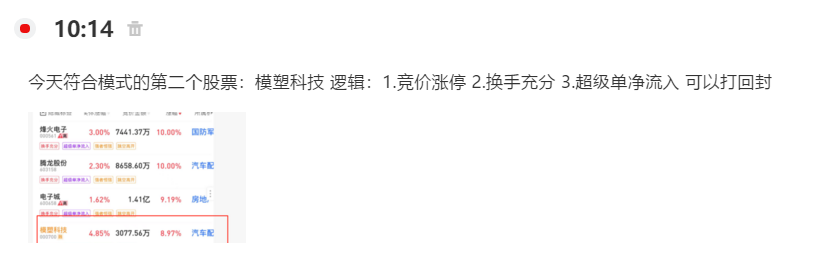 10:14
今天符合模式的第二个股票：模塑科技 逻辑：1.竞价涨停 2.换手充分 3.超级单净流入 可以打回封
烽火电子 3.00% 7441.37万 10.00% 国防军
000561
腾龙股份 2.30% 8658.60万 10.00% 汽车配
603158
电子城 1.62% 1.41亿 9.19% 房地
600658
模塑科技 4.85% 3077.56万 8.97% 汽车配
000700